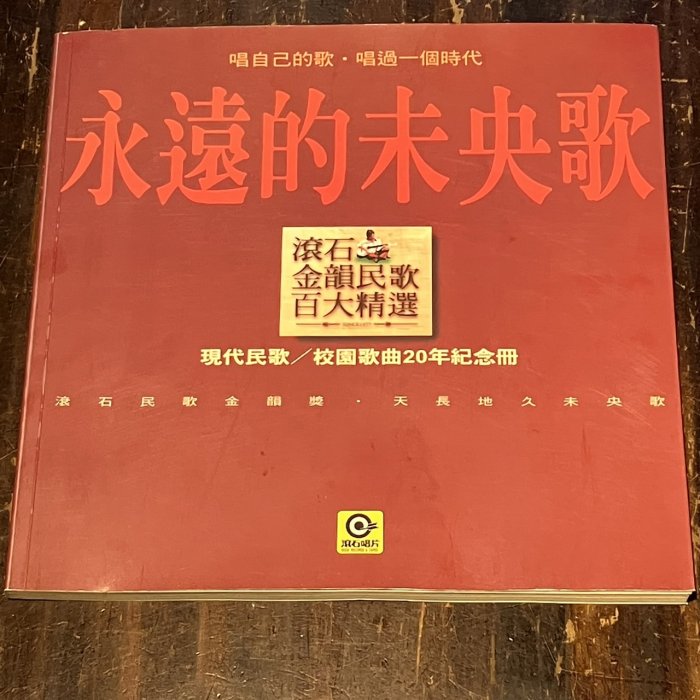 唱自己的歌·唱過一個時代
永遠的未央歌
滾石
金韻民歌
百大精選
現代民歌／校園歌曲20年紀念冊
滾石民歌金韻獎·天長地久未央歌
滾石唱片